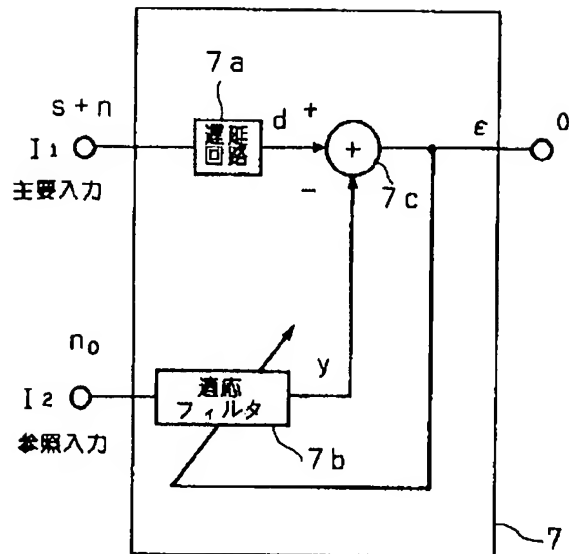 7a
s+n
I1
主要入力
遅延
回路
d
+
-
+
7c
ε
O
n0
I2
参照入力
適応
フィルタ
y
7b
7